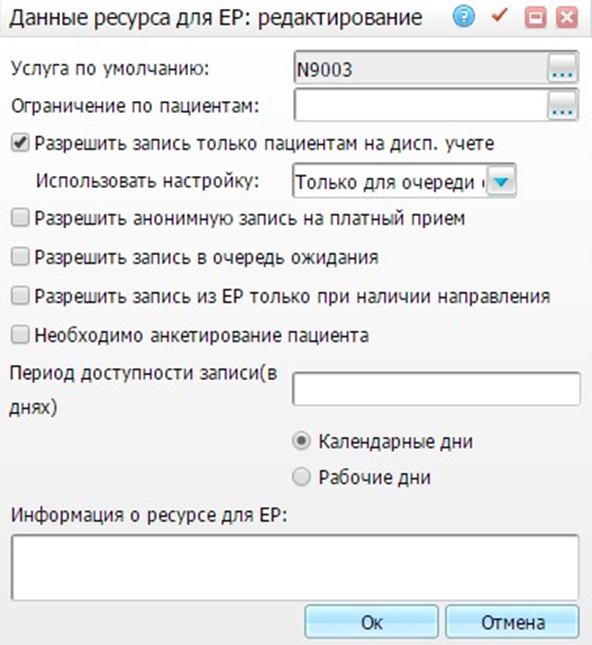 Данные ресурса для ЕР: редактирование
Услуга по умолчанию: N9003 ...
Ограничение по пациентам: ...
Разрешить запись только пациентам на дисп. учете
Использовать настройку: Только для очереди
Разрешить анонимную запись на платный прием
Разрешить запись в очередь ожидания
Разрешить запись из ЕР только при наличии направления
Необходимо анкетирование пациента
Период доступности записи(в
днях)
Календарные дни
Рабочие дни
Информация о ресурсе для ЕР:
Ок Отмена